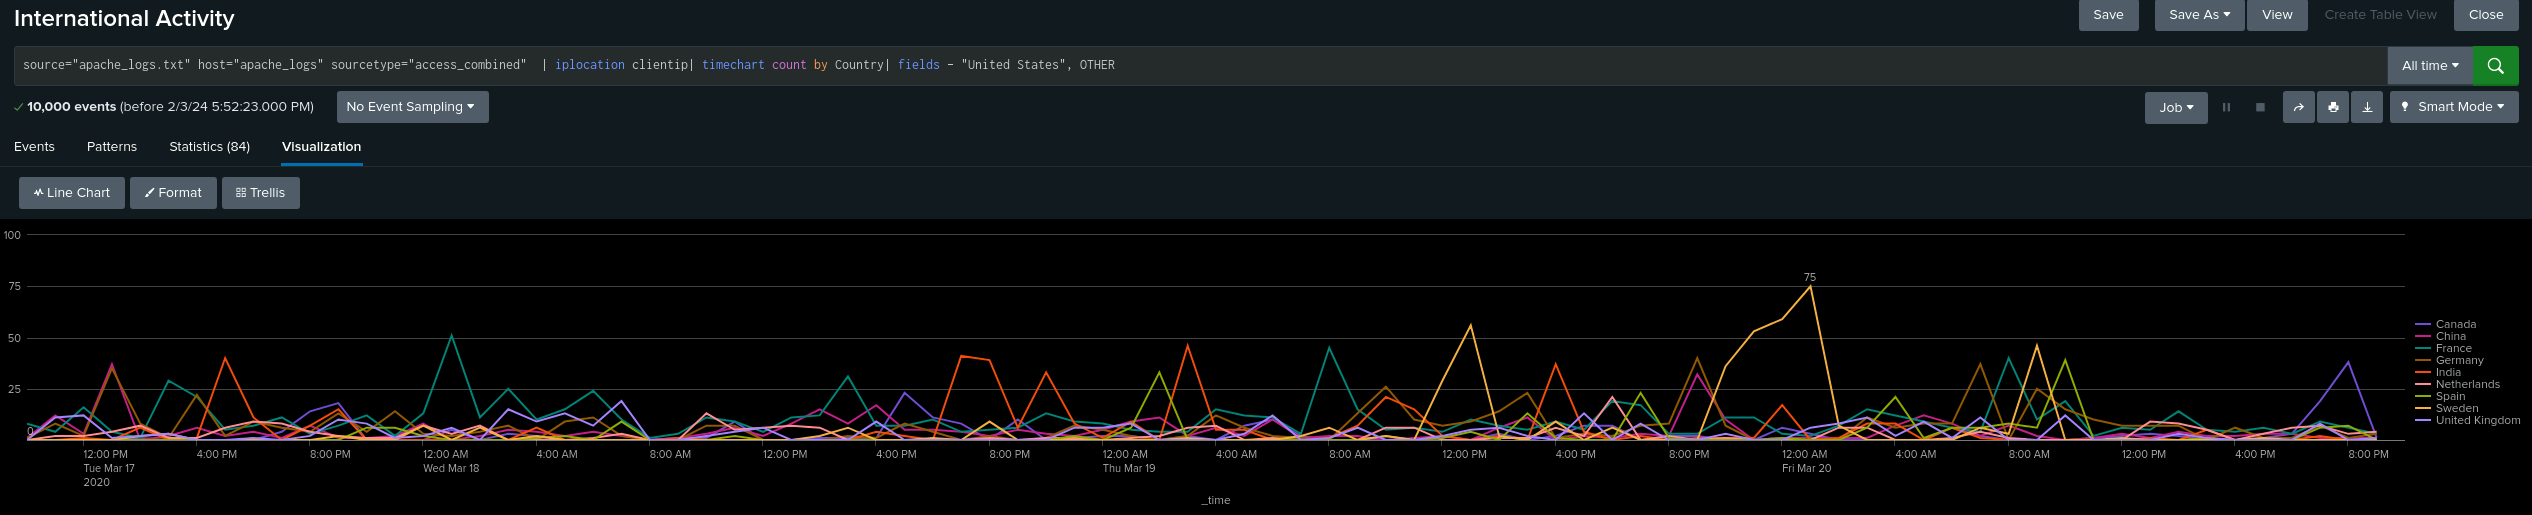 International Activity
Save Save As View Create Table View Close
source="apache_logs.txt" host="apache_logs" sourcetype="access_combined" | iplocation clientip| timechart count by Country| fields - "United States", OTHER
All time
10,000 events (before 2/3/24 5:52:23.000 PM) No Event Sampling
Job Smart Mode
Events Patterns Statistics (84) Visualization
Line Chart Format Trellis
100
75
75
50
25
0
Canada
China
France
Germany
India
Netherlands
Spain
Sweden
United Kingdom
12:00 PM 4:00 PM 8:00 PM 12:00 AM 4:00 AM 8:00 AM 12:00 PM 4:00 PM 8:00 PM 12:00 AM 4:00 AM 8:00 AM 12:00 PM 4:00 PM 8:00 PM 12:00 AM 4:00 AM 8:00 AM 12:00 PM 4:00 PM 8:00 PM
Tue Mar 17 Wed Mar 18 Thu Mar 19 Fri Mar 20
2020
_time